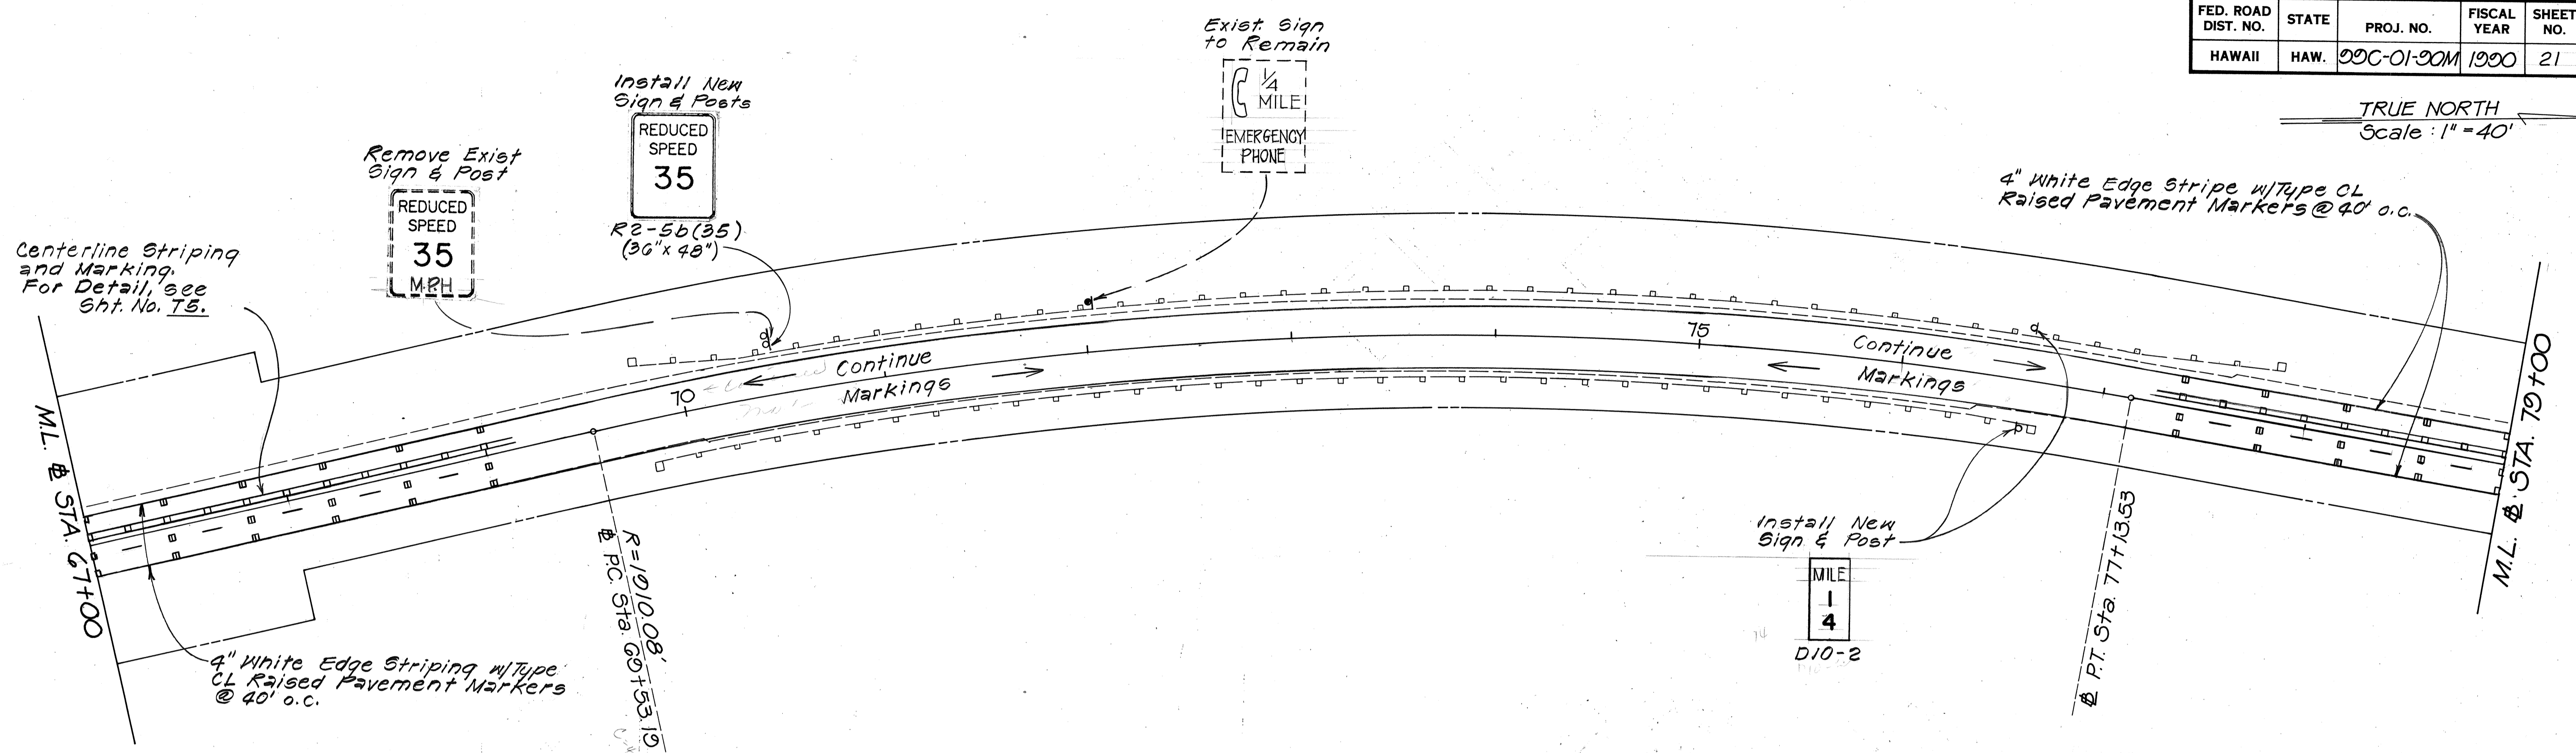 FED. ROAD DIST. NO. STATE PROJ. NO. FISCAL YEAR SHEET NO.
HAWAII HAW. 99C-01-90M 1990 21
TRUE NORTH
Scale : 1" = 40'
Exist. Sign
to Remain
1/4
MILE
EMERGENCY
PHONE
Install New
Sign & Posts
REDUCED
SPEED
35
R2-5b(35)
(36" x 48")
Remove Exist
Sign & Post
REDUCED
SPEED
35
M.P.H
Centerline Striping
and Marking.
For Detail, see
Sht. No. T5.
4" White Edge Stripe w/Type CL
Raised Pavement Markers @ 40' o.c.
70
Continue
Markings
75
Continue
Markings
M.L. ℄ STA. 67+00
M.L. ℄ STA. 79+00
4" White Edge Striping w/Type
CL Raised Pavement Markers
@ 40' o.c.
R=1910.08'
℄ P.C. Sta. 69+53.19
Install New
Sign & Post
MILE
1
4
D10-2
℄ P.T. Sta. 77+13.53